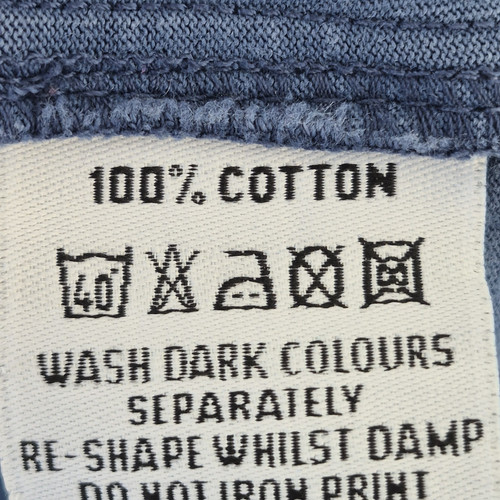 100% COTTON
40°
WASH DARK COLOURS
SEPARATELY
RE-SHAPE WHILST DAMP
DO NOT IRON PRINT